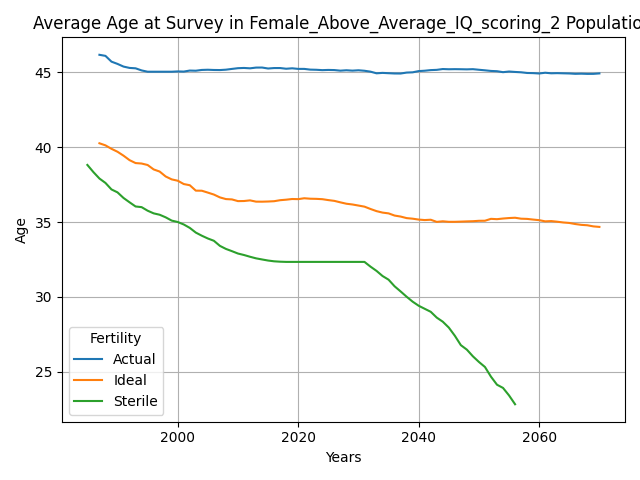 Average Age at Survey in Female_Above_Average_IQ_scoring_2 Populatio
45
40
35
30
25
Age
Fertility
Actual
Ideal
Sterile
2000 2020 2040 2060
Years